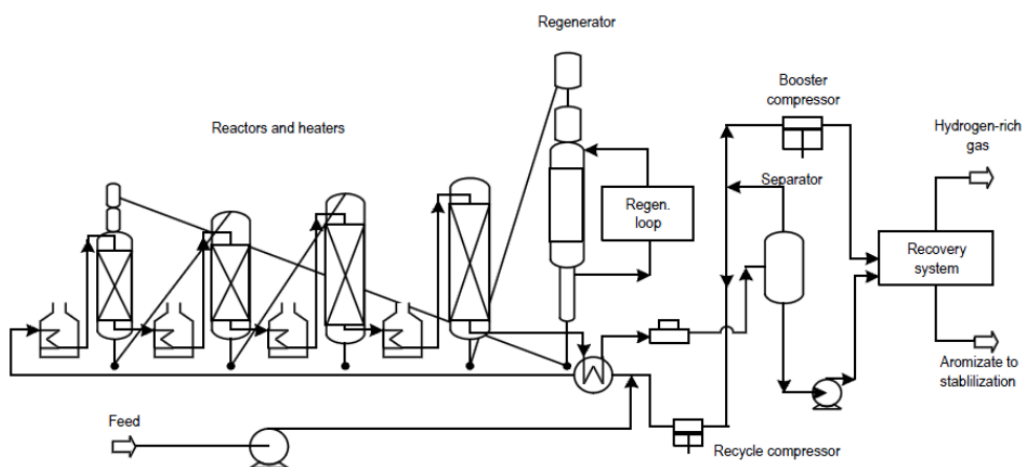 Regenerator
Booster
compressor
Reactors and heaters
Hydrogen-rich
gas
Separator
Regen.
loop
Recovery
system
Aromizate to
stablilization
Feed
Recycle compressor